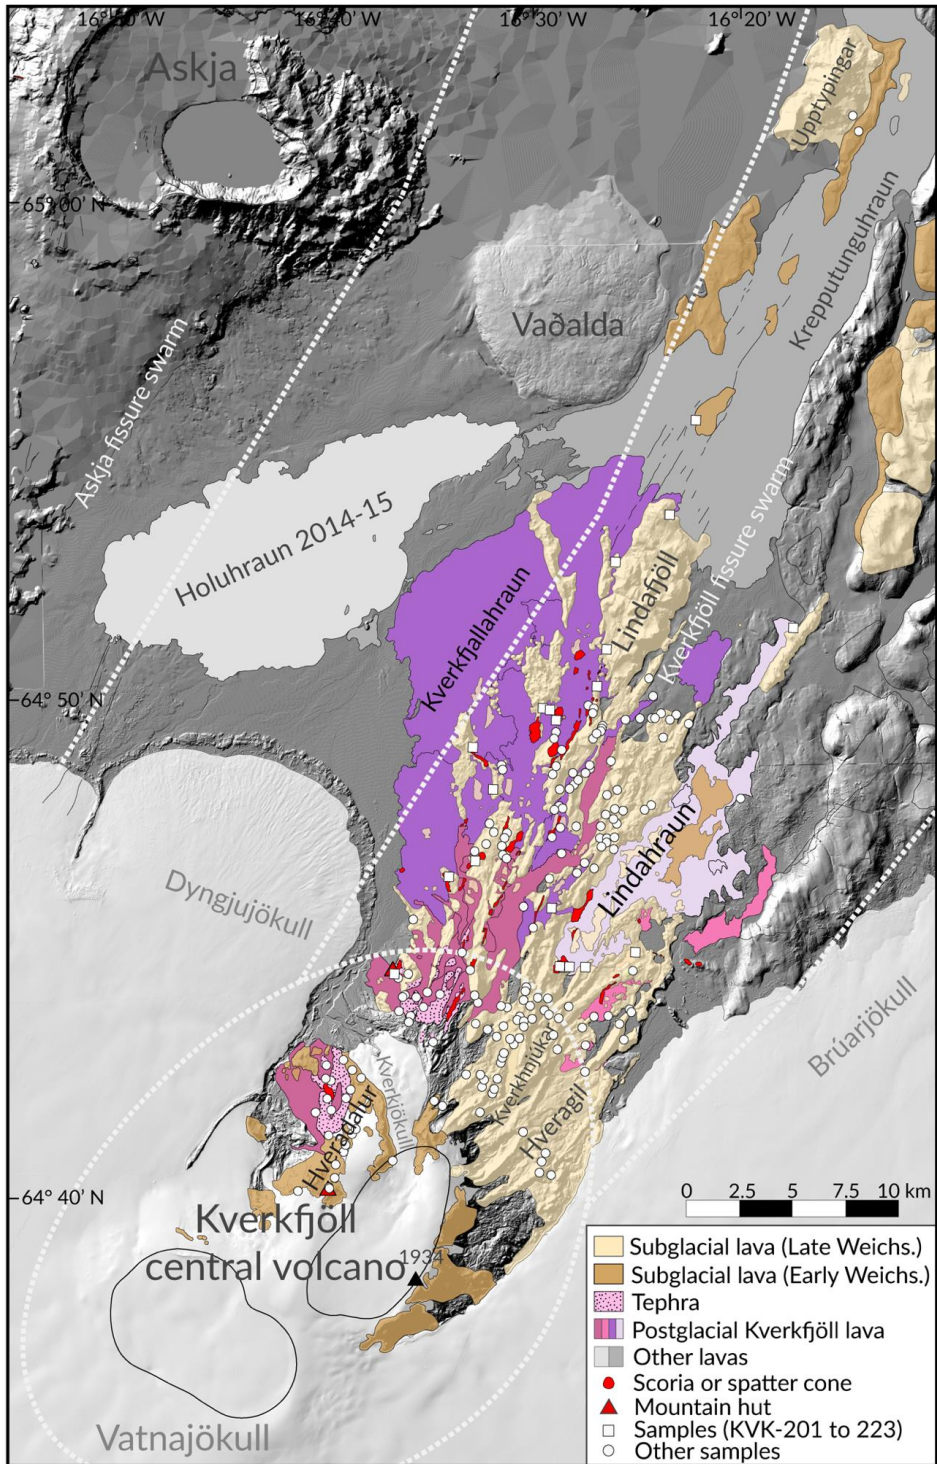 16°50' W
16°40' W
16°30' W
16°20' W
Askja
Upptyppingar
65°00' N
Vaðalda
Krepputunguhraun
Askja fissure swarm
Holuhraun 2014-15
Kverkfjallahraun
Lindafjöll
Kverkfjöll fissure swarm
64°50' N
Dyngjujökull
Lindahraun
Brúarjökull
Kverkjökull
Kverkhnjúkar
Hveragil
Hveradalur
64°40' N
0 2.5 5 7.5 10 km
Kverkfjöll
central volcano
1934
Vatnajökull
Subglacial lava (Late Weichs.)
Subglacial lava (Early Weichs.)
Tephra
Postglacial Kverkfjöll lava
Other lavas
Scoria or spatter cone
Mountain hut
Samples (KVK-201 to 223)
Other samples